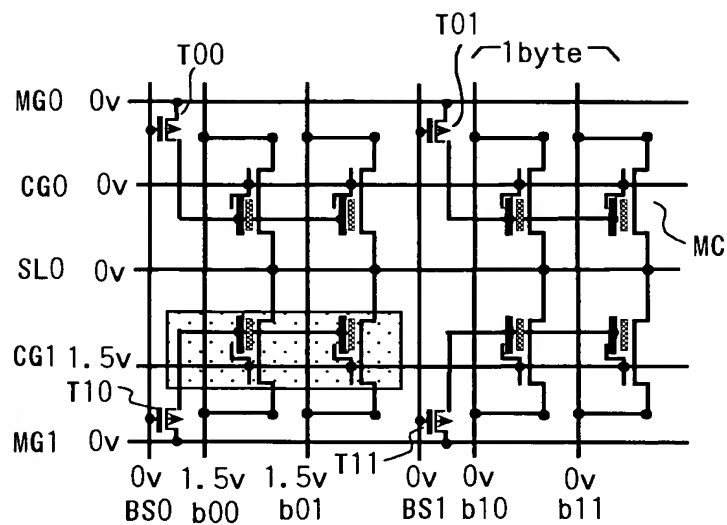 T00
T01
1byte
MG0 0v
CG0 0v
MC
SL0 0v
CG1 1.5v
T10
T11
MG1 0v
0v 1.5v 1.5v 0v 0v 0v
BS0 b00 b01 BS1 b10 b11